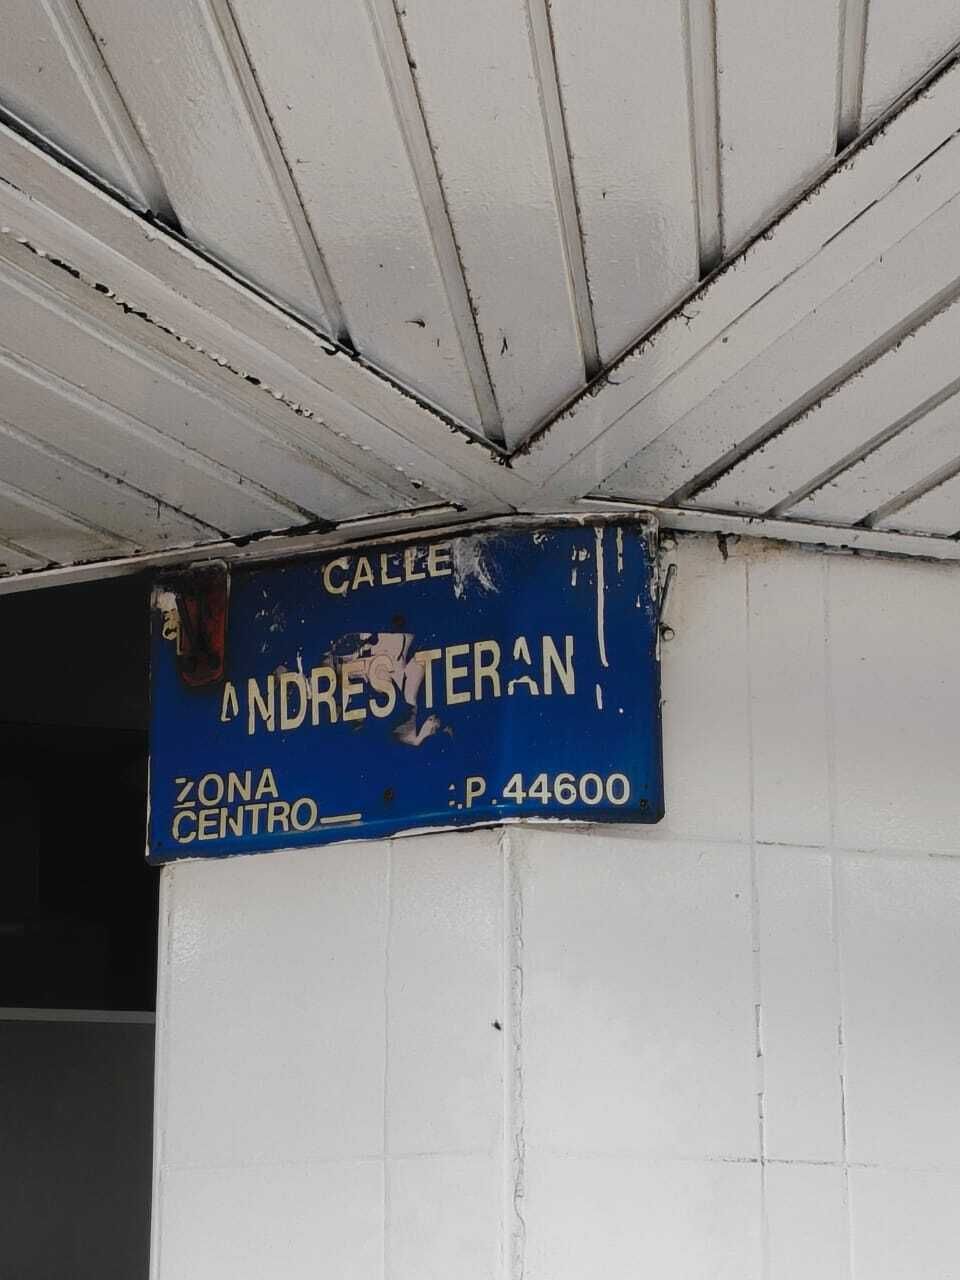 CALLE
ANDRES TERAN
ZONA
CENTRO— .P. 44600